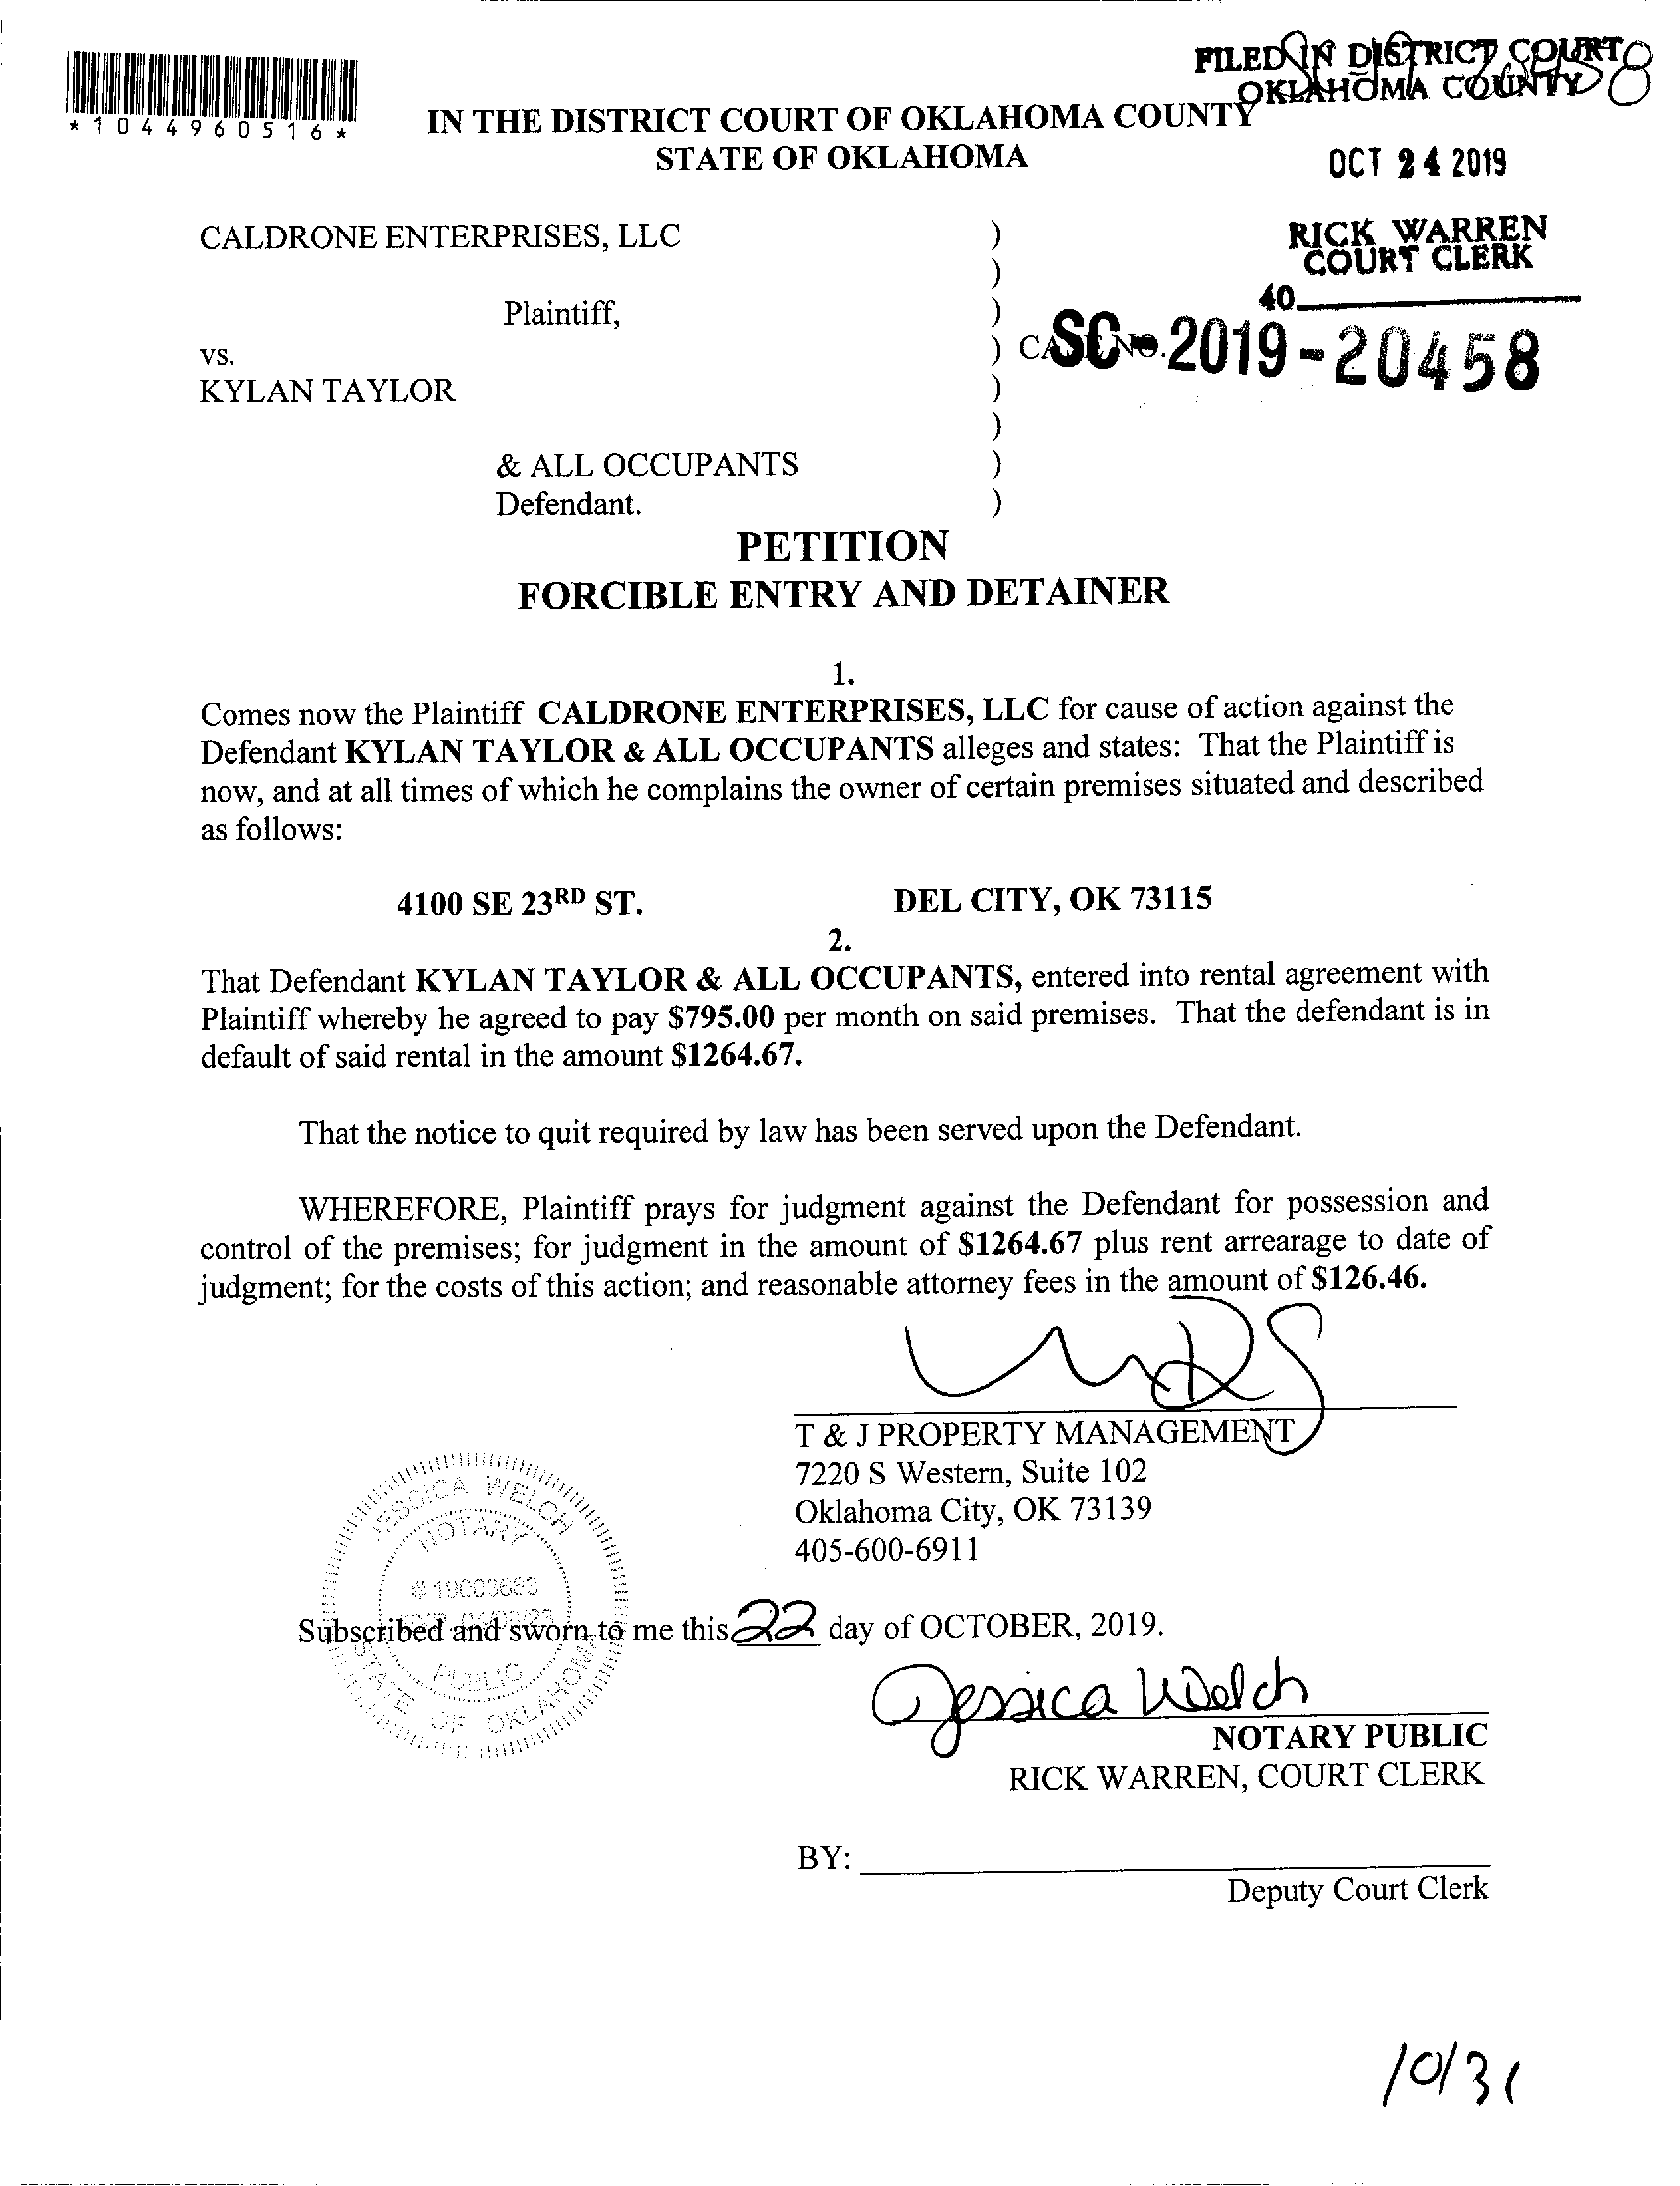 FILED IN DISTRICT COURT
OKLAHOMA COUNTY
*1044960516*
IN THE DISTRICT COURT OF OKLAHOMA COUNTY
STATE OF OKLAHOMA
OCT 24 2019
RICK WARREN
COURT CLERK
40
CALDRONE ENTERPRISES, LLC )
)
Plaintiff, )
vs. ) CASE NO. SC-2019-20458
KYLAN TAYLOR )
)
& ALL OCCUPANTS )
Defendant. )
PETITION
FORCIBLE ENTRY AND DETAINER
1.
Comes now the Plaintiff CALDRONE ENTERPRISES, LLC for cause of action against the
Defendant KYLAN TAYLOR & ALL OCCUPANTS alleges and states: That the Plaintiff is
now, and at all times of which he complains the owner of certain premises situated and described
as follows:
4100 SE 23RD ST. DEL CITY, OK 73115
2.
That Defendant KYLAN TAYLOR & ALL OCCUPANTS, entered into rental agreement with
Plaintiff whereby he agreed to pay $795.00 per month on said premises. That the defendant is in
default of said rental in the amount $1264.67.
That the notice to quit required by law has been served upon the Defendant.
WHEREFORE, Plaintiff prays for judgment against the Defendant for possession and
control of the premises; for judgment in the amount of $1264.67 plus rent arrearage to date of
judgment; for the costs of this action; and reasonable attorney fees in the amount of $126.46.
T & J PROPERTY MANAGEMENT
7220 S Western, Suite 102
Oklahoma City, OK 73139
405-600-6911
JESSICA WELCH
NOTARY
PUBLIC
STATE OF OKLAHOMA
Subscribed and sworn to me this 22 day of OCTOBER, 2019.
Jessica Welch
NOTARY PUBLIC
RICK WARREN, COURT CLERK
BY:
Deputy Court Clerk
10/31